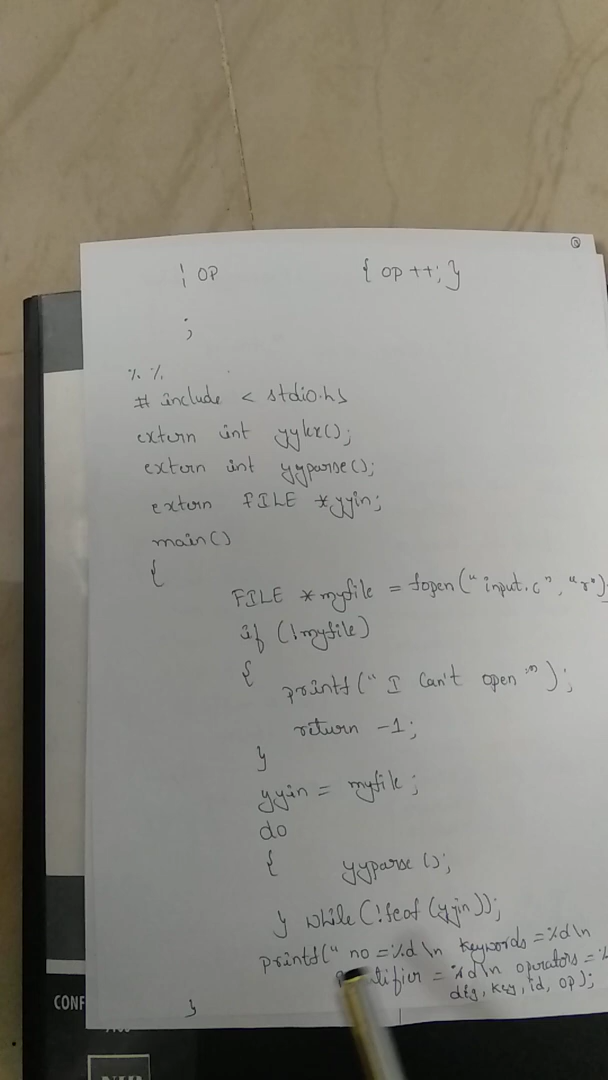 2
| OP { op ++; }
;
% %
# include < stdio.h>
extern int yylex();
extern int yyparse();
extern FILE *yyin;
main()
{
FILE *myfile = fopen("input.c", "r")
if (!myfile)
{
printf(" I Can't open ");
return -1;
}
yyin = myfile;
do
{ yyparse ();
} while (!feof (yyin));
printf(" no =%d \n keywords =%d \n
= %d \n operators = %
dig, key, id, op);
}
CONF